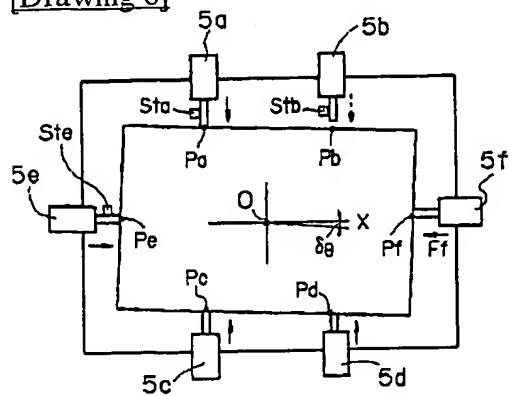 [Drawing 6]
5a 5b
Sta Stb
Pa Pb
Ste
5e 5f
O X
Pe δθ Pf
Ff
Pc Pd
5c 5d